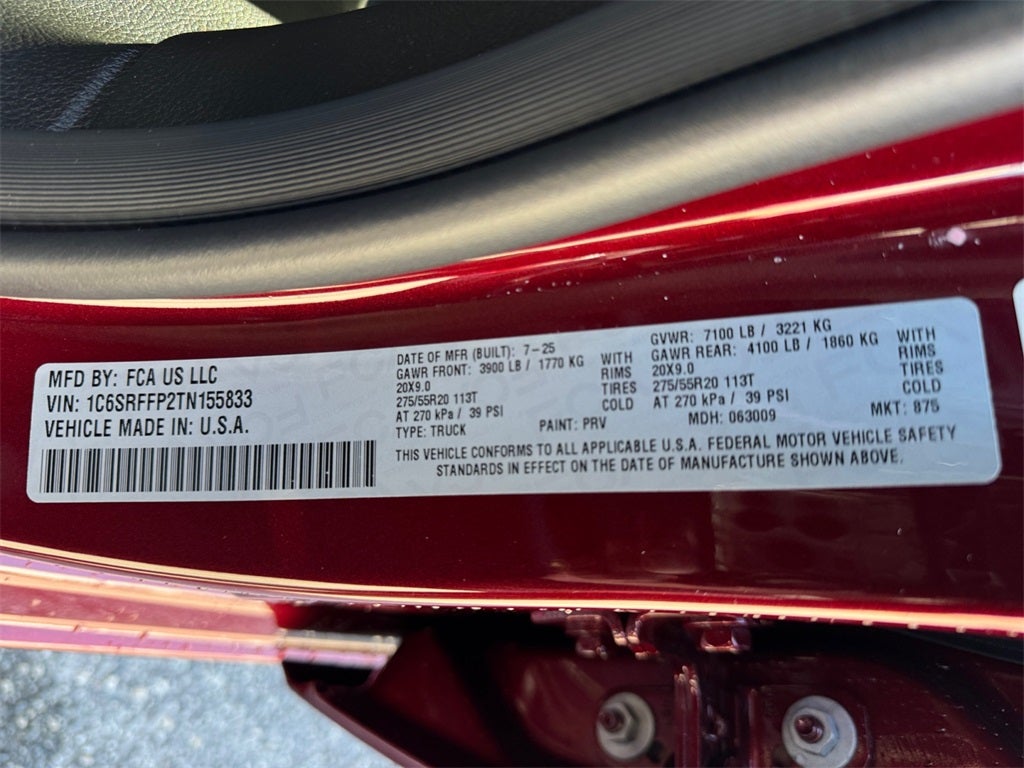 MFD BY: FCA US LLC
VIN: 1C6SRFFP2TN155833
VEHICLE MADE IN: U.S.A.
DATE OF MFR (BUILT): 7-25
GAWR FRONT: 3900 LB / 1770 KG WITH
20X9.0 RIMS
275/55R20 113T TIRES
AT 270 kPa / 39 PSI COLD
TYPE: TRUCK PAINT: PRV
GVWR: 7100 LB / 3221 KG
GAWR REAR: 4100 LB / 1860 KG WITH
20X9.0 RIMS
275/55R20 113T TIRES
AT 270 kPa / 39 PSI COLD
MDH: 063009 MKT: 875
THIS VEHICLE CONFORMS TO ALL APPLICABLE U.S.A. FEDERAL MOTOR VEHICLE SAFETY
STANDARDS IN EFFECT ON THE DATE OF MANUFACTURE SHOWN ABOVE.